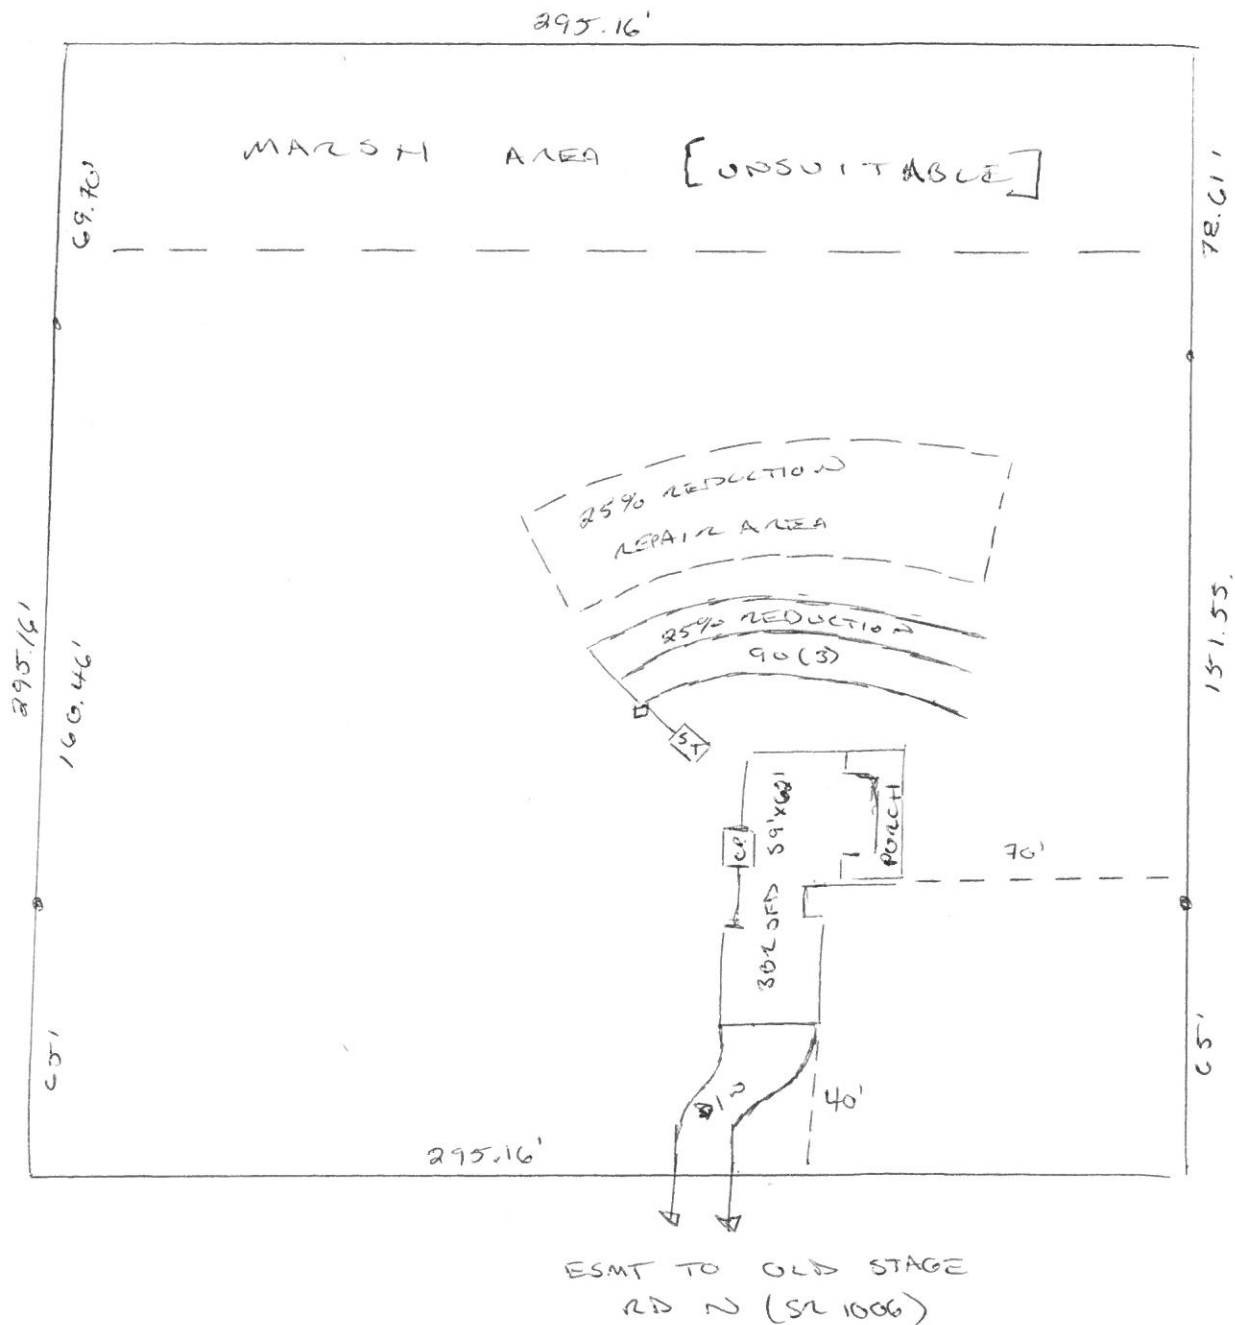 295.16'
MARSH AREA [UNSUITABLE]
69.70'
78.61'
25% REDUCTION
REPAIR AREA
25% REDUCTION
90(3)
295.16'
160.46'
151.55.
ST
59'x62'
CP
PORCH
70'
3BR SFD
65'
65'
40'
295.16'
ESMT TO OLD STAGE
RD N (SR 1006)